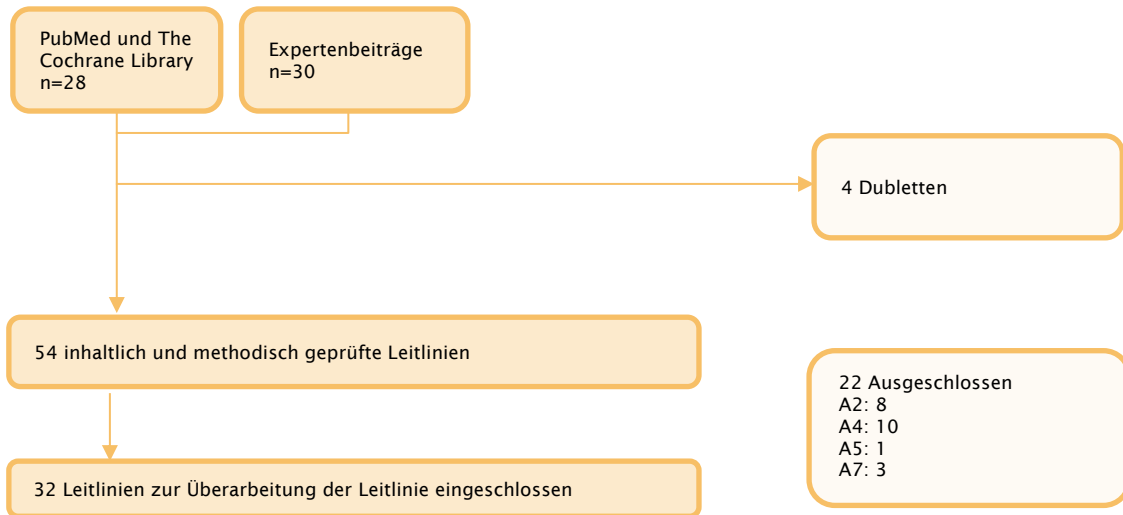 PubMed und The
Cochrane Library
n=28
Expertenbeiträge
n=30
4 Dubletten
54 inhaltlich und methodisch geprüfte Leitlinien
22 Ausgeschlossen
A2: 8
A4: 10
A5: 1
A7: 3
32 Leitlinien zur Überarbeitung der Leitlinie eingeschlossen